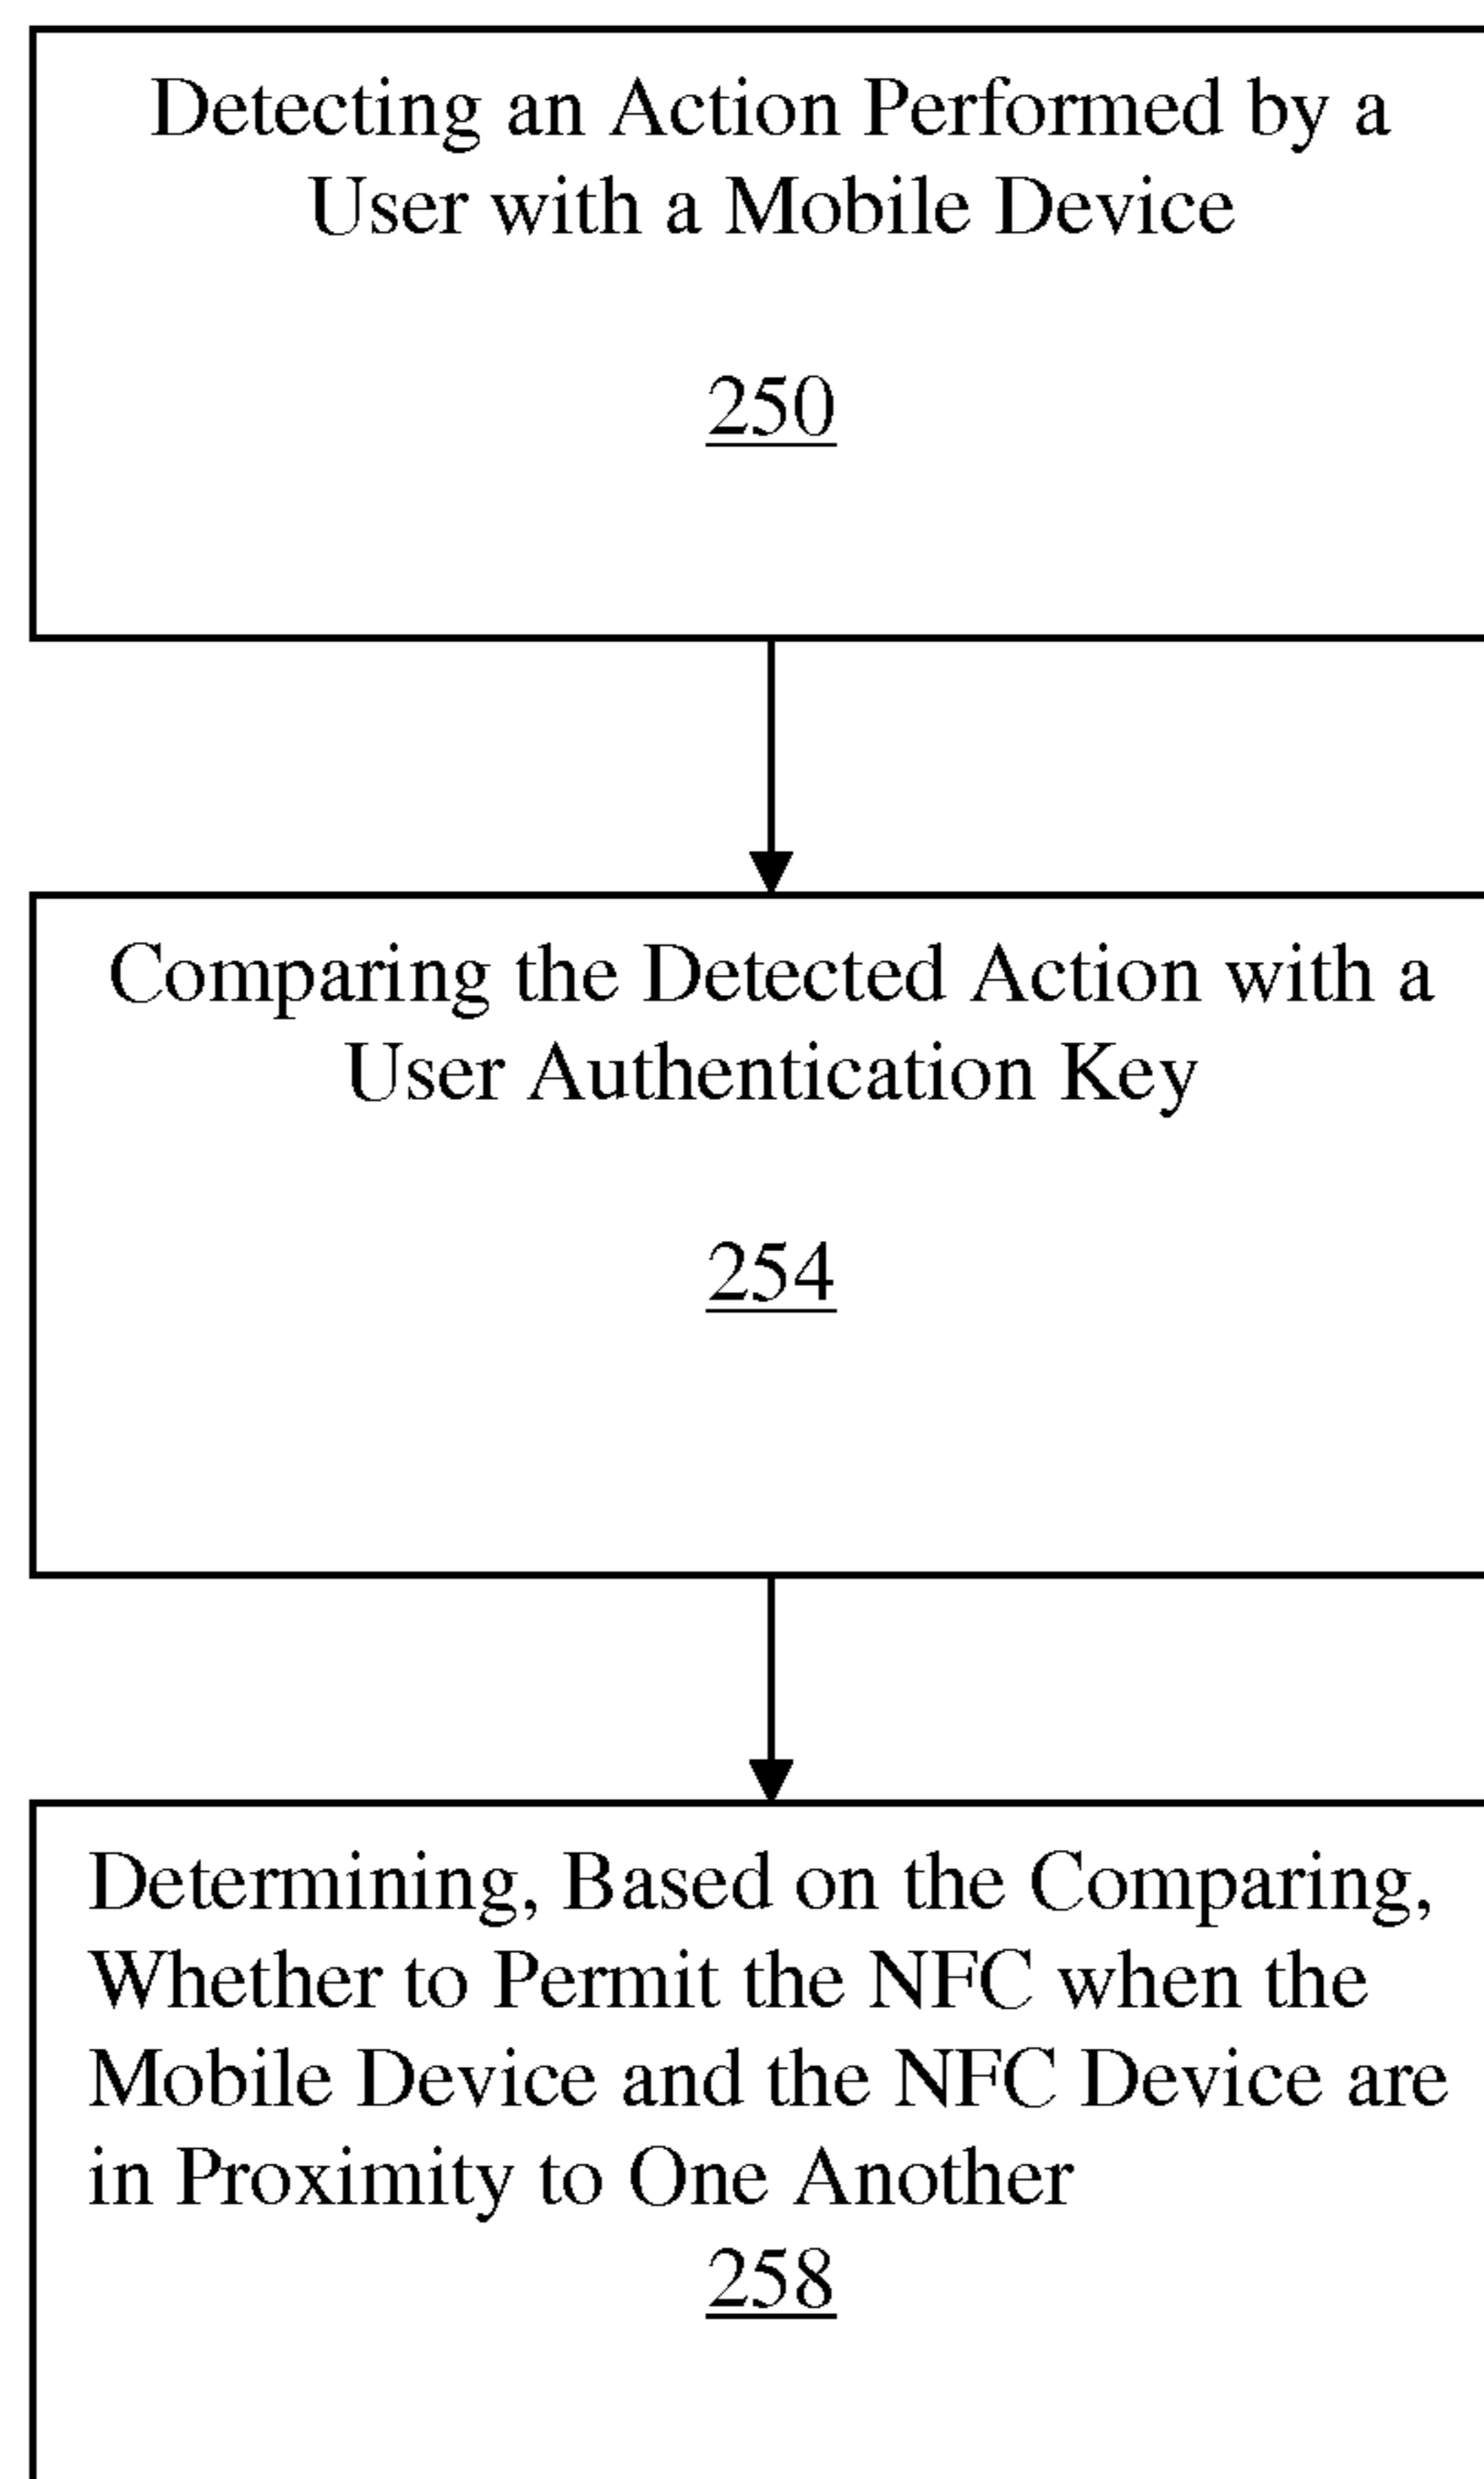 Detecting an Action Performed by a
User with a Mobile Device
250
Comparing the Detected Action with a
User Authentication Key
254
Determining, Based on the Comparing,
Whether to Permit the NFC when the
Mobile Device and the NFC Device are
in Proximity to One Another
258